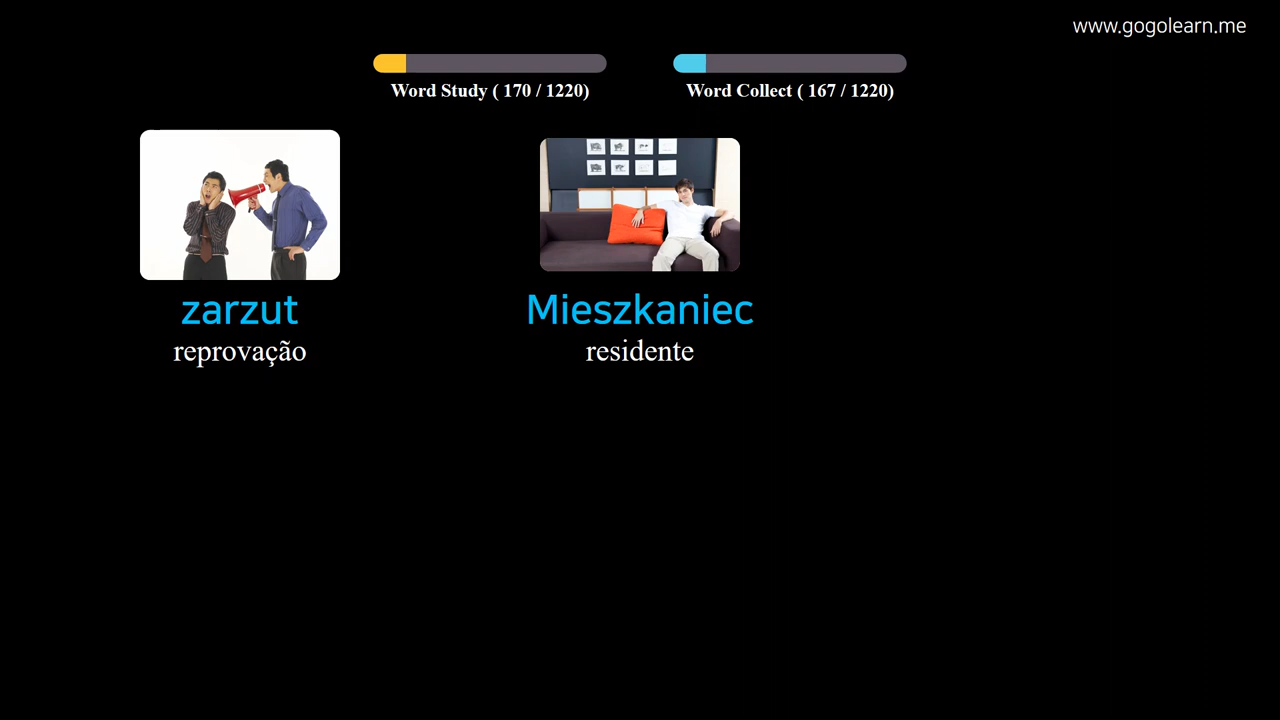 www.gogolearn.me
Word Study ( 170 / 1220)
Word Collect ( 167 / 1220)
zarzut
reprovação
Mieszkaniec
residente